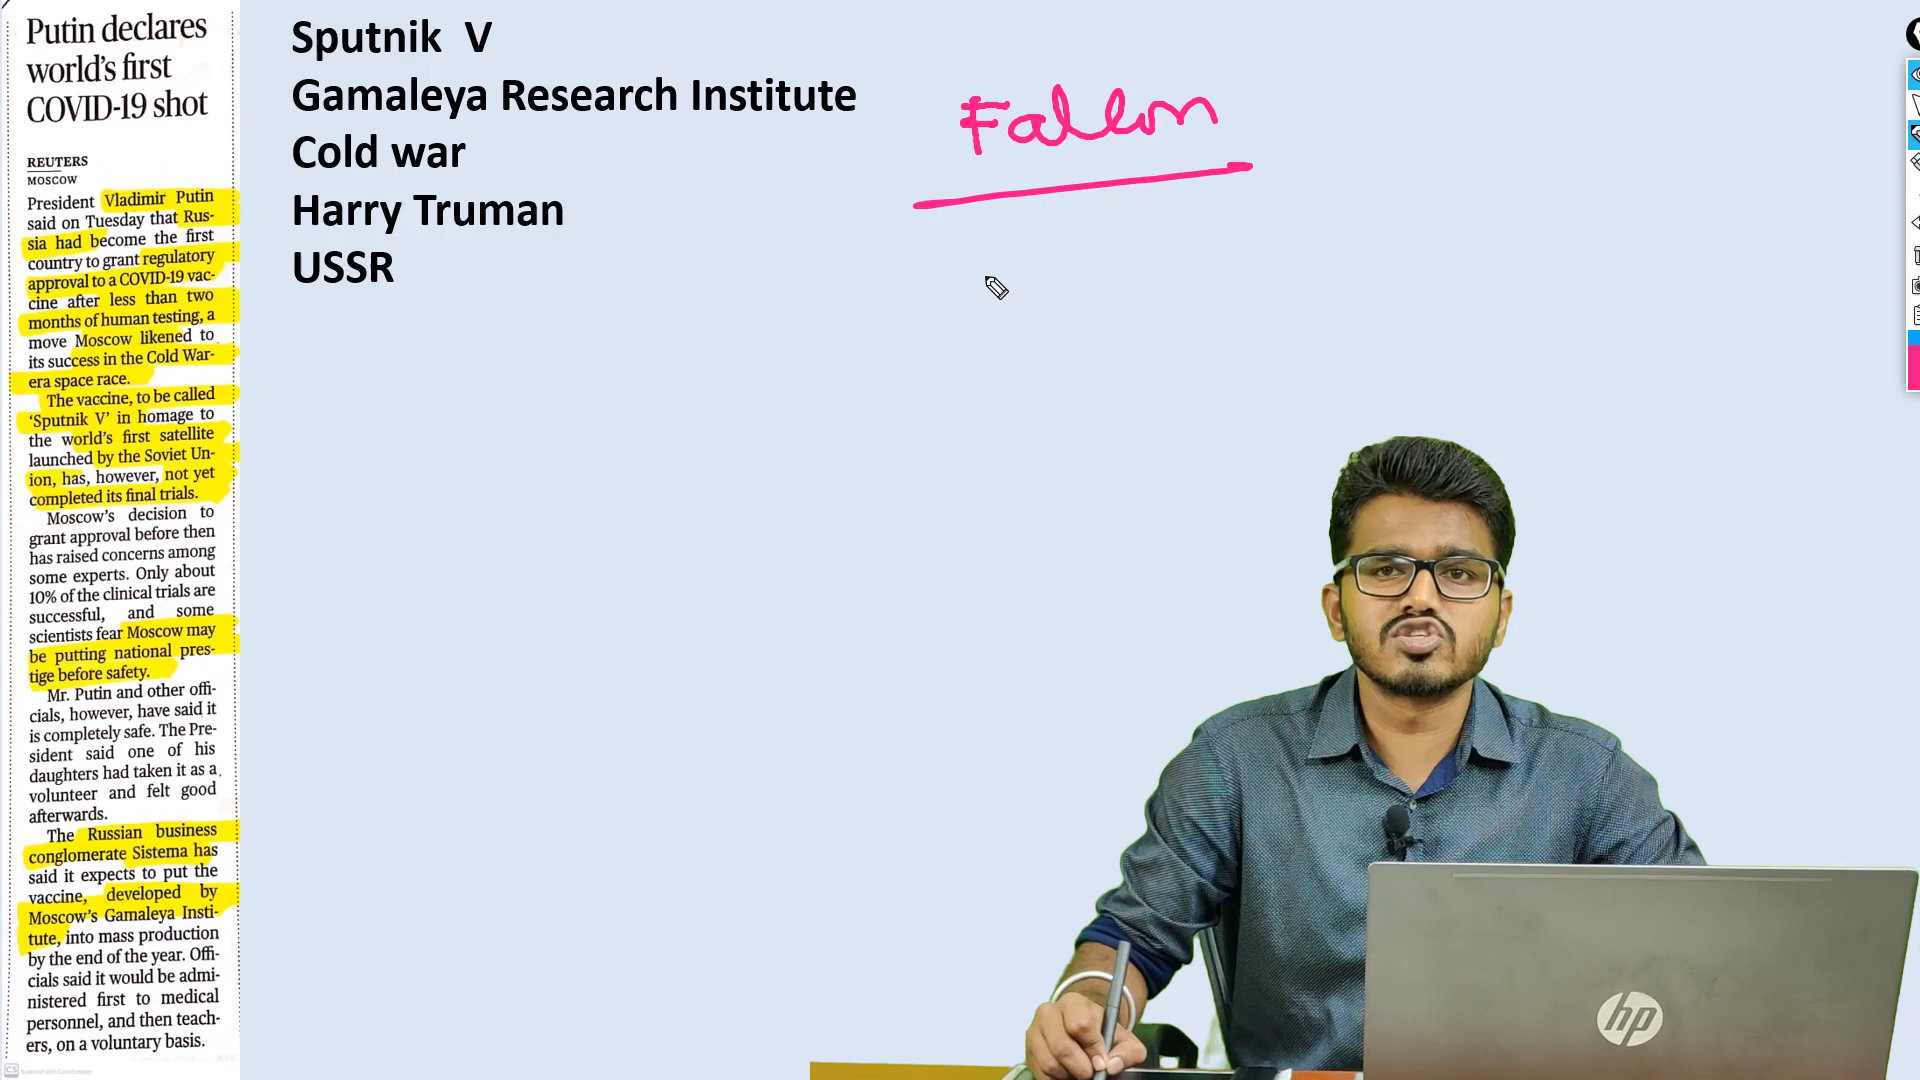 Putin declares
world's first
COVID-19 shot
REUTERS
MOSCOW
President Vladimir Putin
said on Tuesday that Rus-
sia had become the first
country to grant regulatory
approval to a COVID-19 vac-
cine after less than two
months of human testing, a
move Moscow likened to
its success in the Cold War-
era space race.
The vaccine, to be called
'Sputnik V' in homage to
the world's first satellite
launched by the Soviet Un-
ion, has, however, not yet
completed its final trials.
Moscow's decision to
grant approval before then
has raised concerns among
some experts. Only about
10% of the clinical trials are
successful, and some
scientists fear Moscow may
be putting national pres-
tige before safety.
Mr. Putin and other offi-
cials, however, have said it
is completely safe. The Pre-
sident said one of his
daughters had taken it as a
volunteer and felt good
afterwards.
The Russian business
conglomerate Sistema has
said it expects to put the
vaccine, developed by
Moscow's Gamaleya Insti-
tute, into mass production
by the end of the year. Offi-
cials said it would be admi-
nistered first to medical
personnel, and then teach-
ers, on a voluntary basis.
CS Scanned with CamScanner
Sputnik V
Gamaleya Research Institute
Cold war
Harry Truman
USSR
hp